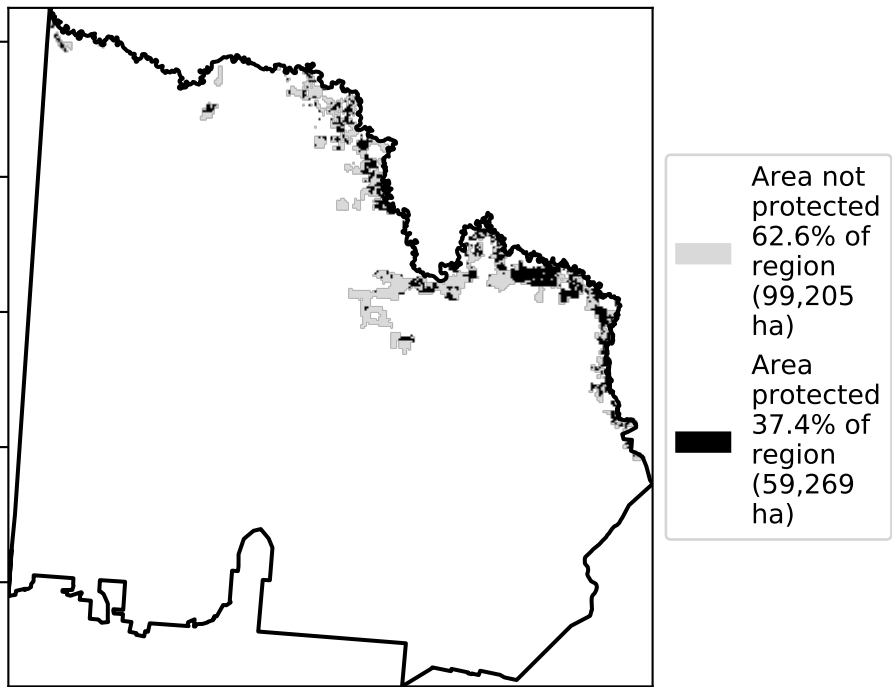 Area not
protected
62.6% of
region
(99,205
ha)
Area
protected
37.4% of
region
(59,269
ha)